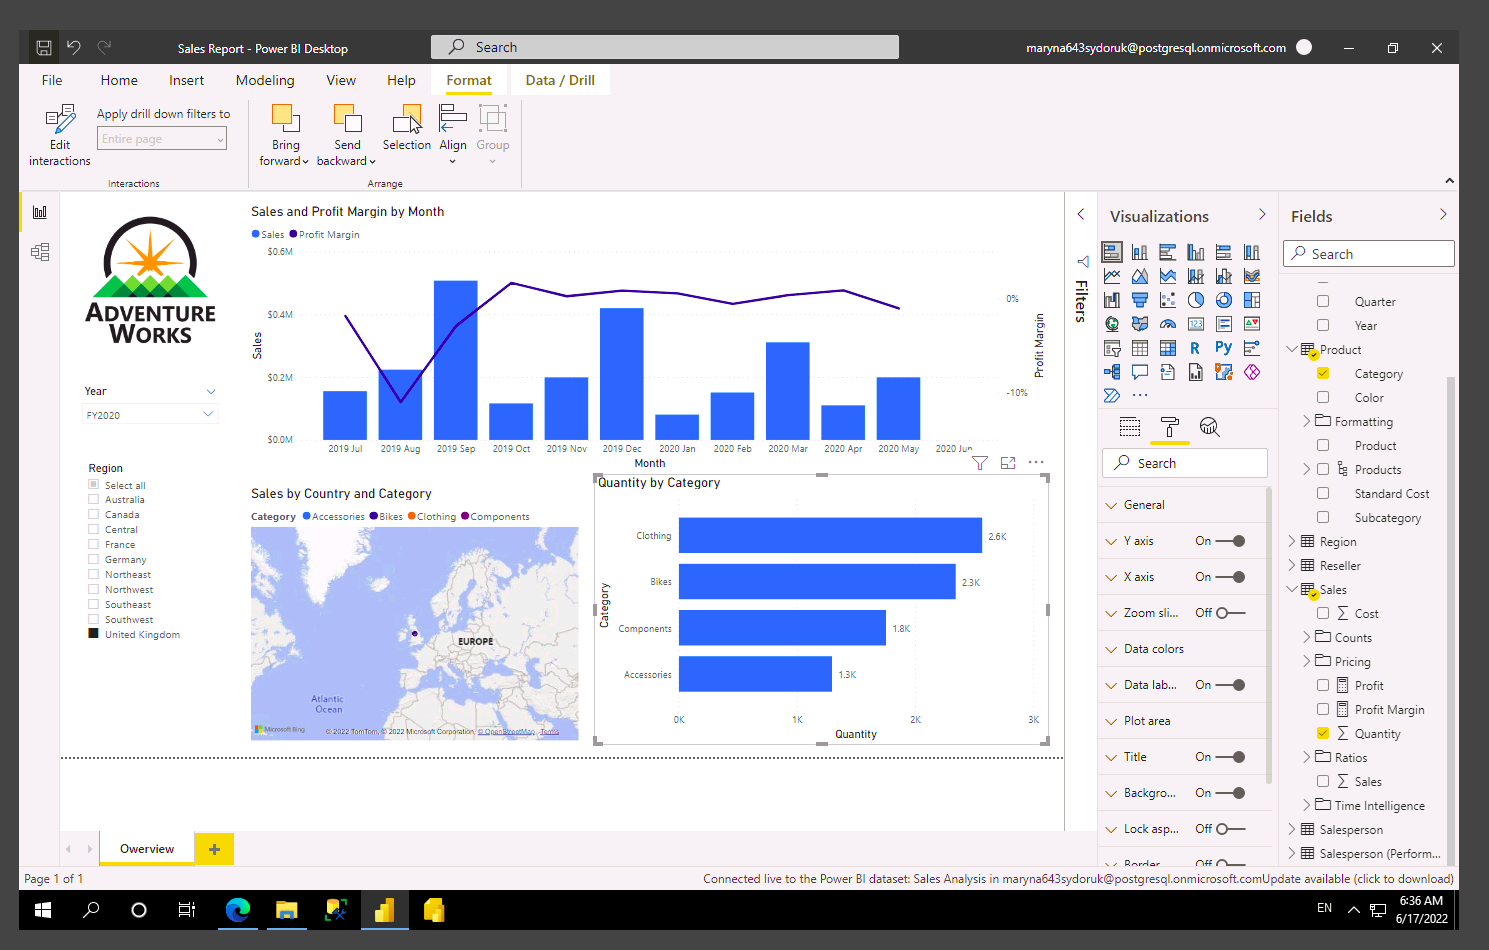 Sales Report - Power BI Desktop
Search
maryna643sydoruk@postgresql.onmicrosoft.com
File Home Insert Modeling View Help Format Data / Drill
Edit interactions
Apply drill down filters to
Entire page
Interactions
Bring forward
Send backward
Selection
Align
Group
Arrange
ADVENTURE
WORKS
Year
FY2020
Region
Select all
Australia
Canada
Central
France
Germany
Northeast
Northwest
Southeast
Southwest
United Kingdom
Sales and Profit Margin by Month
Sales Profit Margin
$0.6M
$0.4M
$0.2M
$0.0M
Sales
0%
-10%
Profit Margin
2019 Jul 2019 Aug 2019 Sep 2019 Oct 2019 Nov 2019 Dec 2020 Jan 2020 Feb 2020 Mar 2020 Apr 2020 May 2020 Jun
Month
Sales by Country and Category
Category Accessories Bikes Clothing Components
EUROPE
Atlantic
Ocean
Microsoft Bing
© 2022 TomTom, © 2022 Microsoft Corporation, © OpenStreetMap Terms
Quantity by Category
Category
Clothing 2.6K
Bikes 2.3K
Components 1.8K
Accessories 1.3K
0K 1K 2K 3K
Quantity
Filters
Visualizations
123
R Py
Search
General
Y axis On
X axis On
Zoom sli... Off
Data colors
Data lab... On
Plot area
Title On
Backgro... On
Lock asp... Off
Border Off
Fields
Search
Quarter
Year
Product
Category
Color
Formatting
Product
Products
Standard Cost
Subcategory
Region
Reseller
Sales
Cost
Counts
Pricing
Profit
Profit Margin
Quantity
Ratios
Sales
Time Intelligence
Salesperson
Salesperson (Perform...
Owerview
Page 1 of 1
Connected live to the Power BI dataset: Sales Analysis in maryna643sydoruk@postgresql.onmicrosoft.com
Update available (click to download)
EN
6:36 AM
6/17/2022